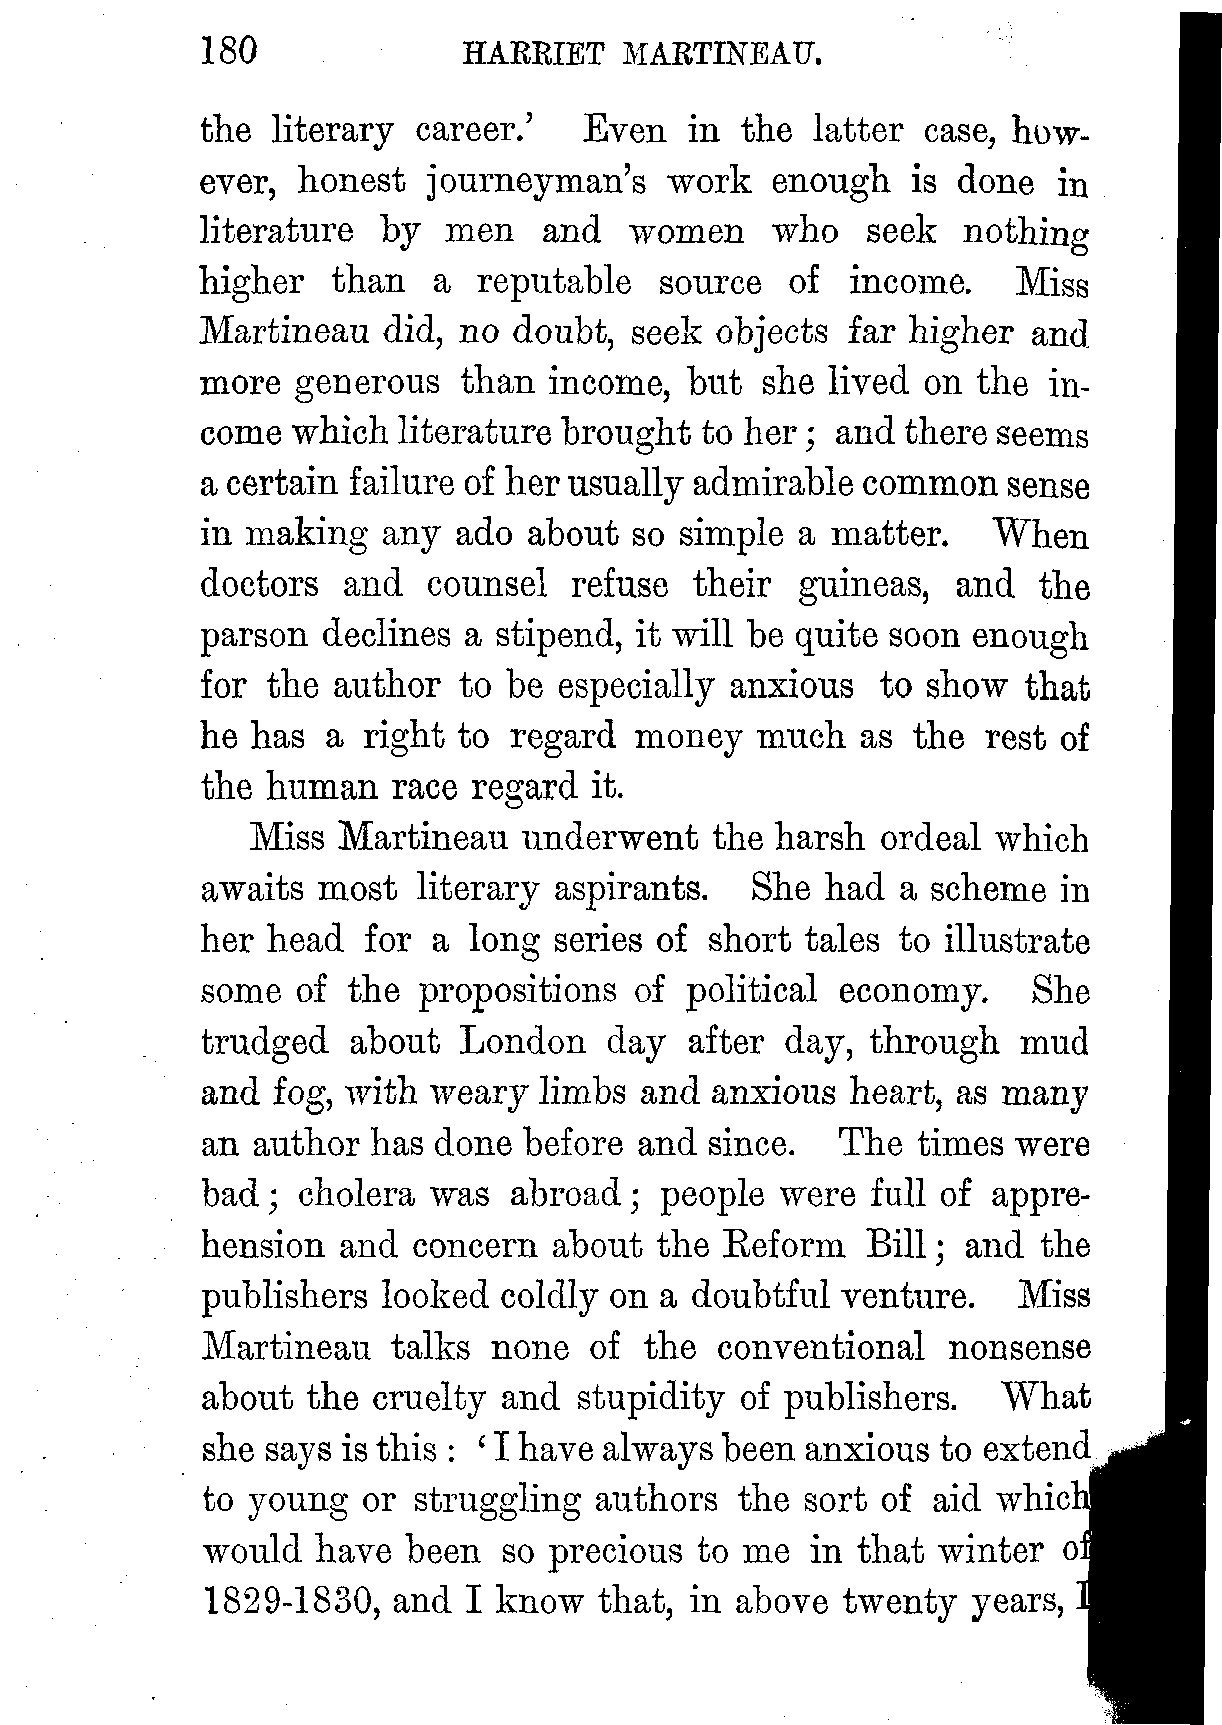 180 HARRIET MARTINEAU.
the literary career.' Even in the latter case, how-
ever, honest journeyman's work enough is done in
literature by men and women who seek nothing
higher than a reputable source of income. Miss
Martineau did, no doubt, seek objects far higher and
more generous than income, but she lived on the in-
come which literature brought to her; and there seems
a certain failure of her usually admirable common sense
in making any ado about so simple a matter. When
doctors and counsel refuse their guineas, and the
parson declines a stipend, it will be quite soon enough
for the author to be especially anxious to show that
he has a right to regard money much as the rest of
the human race regard it.
Miss Martineau underwent the harsh ordeal which
awaits most literary aspirants. She had a scheme in
her head for a long series of short tales to illustrate
some of the propositions of political economy. She
trudged about London day after day, through mud
and fog, with weary limbs and anxious heart, as many
an author has done before and since. The times were
bad; cholera was abroad; people were full of appre-
hension and concern about the Reform Bill; and the
publishers looked coldly on a doubtful venture. Miss
Martineau talks none of the conventional nonsense
about the cruelty and stupidity of publishers. What
she says is this: 'I have always been anxious to extend
to young or struggling authors the sort of aid which
would have been so precious to me in that winter of
1829-1830, and I know that, in above twenty years, I